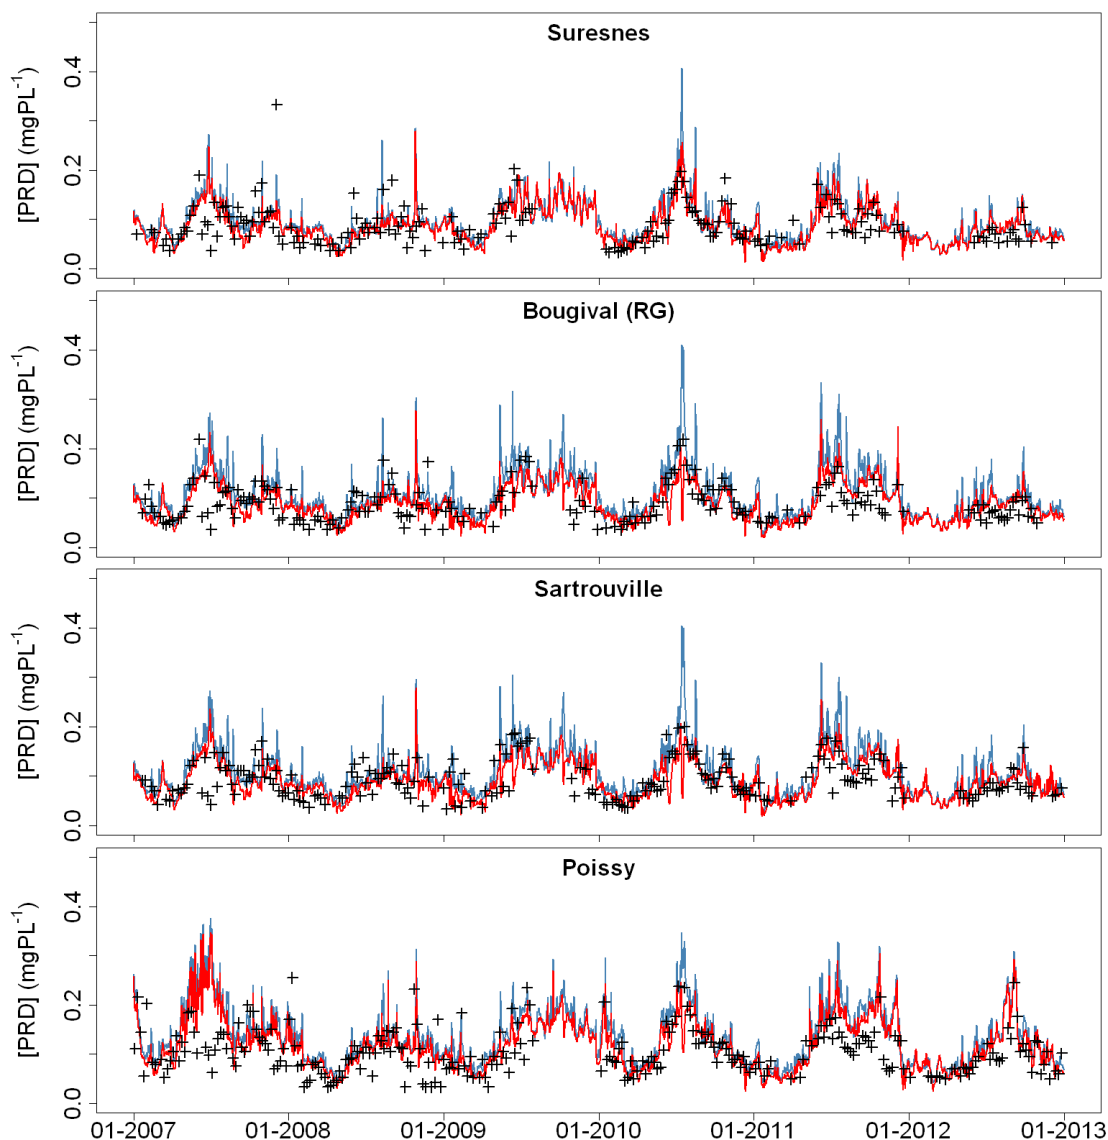 Suresnes
[PRD] (mgPL⁻¹)
0.4
0.2
0.0
Bougival (RG)
[PRD] (mgPL⁻¹)
0.4
0.2
0.0
Sartrouville
[PRD] (mgPL⁻¹)
0.4
0.2
0.0
Poissy
[PRD] (mgPL⁻¹)
0.4
0.2
0.0
01-2007 01-2008 01-2009 01-2010 01-2011 01-2012 01-2013